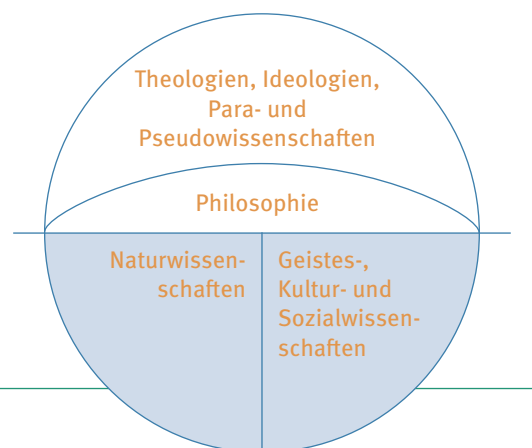 Theologien, Ideologien,
Para- und
Pseudowissenschaften
Philosophie
Naturwissen-
schaften
Geistes-,
Kultur- und
Sozialwissen-
schaften